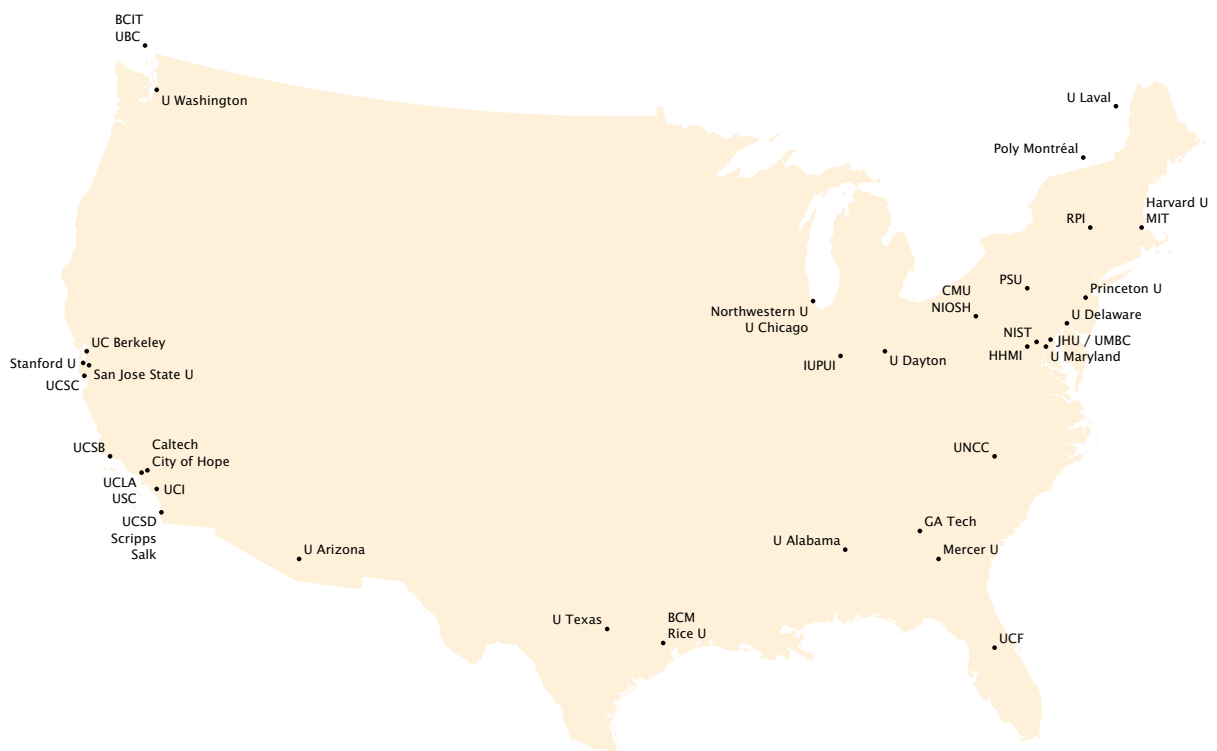 BCIT
UBC
U Washington
U Laval
Poly Montréal
Harvard U
MIT
RPI
PSU
Princeton U
CMU
NIOSH
Northwestern U
U Chicago
U Delaware
NIST
JHU / UMBC
HHMI
U Maryland
IUPUI
U Dayton
UC Berkeley
Stanford U
San Jose State U
UCSC
UCSB
Caltech
City of Hope
UCLA
USC
UCI
UCSD
Scripps
Salk
UNCC
GA Tech
U Alabama
Mercer U
U Arizona
U Texas
BCM
Rice U
UCF